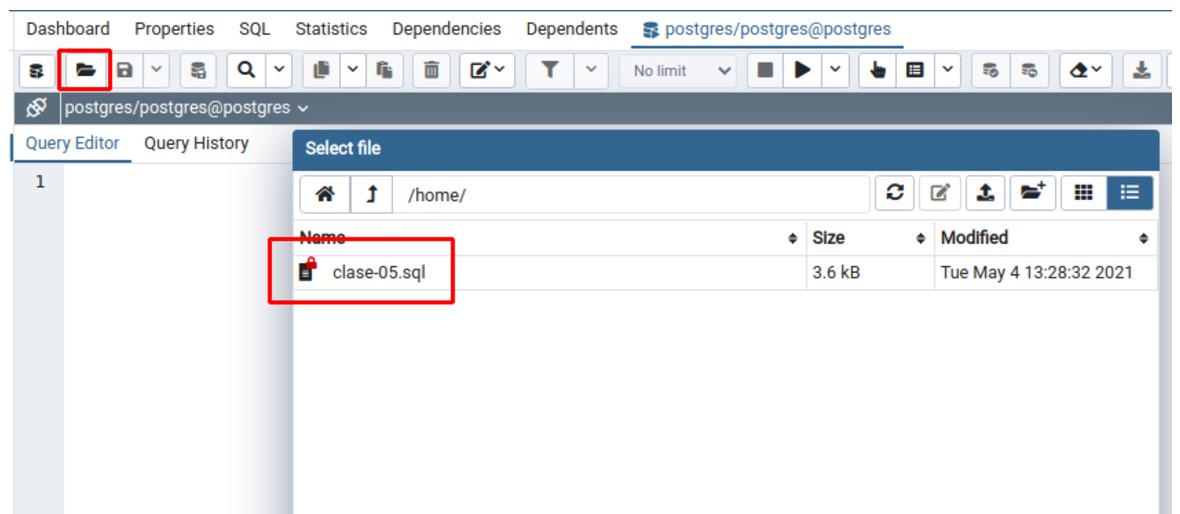 Dashboard Properties SQL Statistics Dependencies Dependents postgres/postgres@postgres
No limit
postgres/postgres@postgres
Query Editor Query History
Select file
1
/home/
Name Size Modified
clase-05.sql 3.6 kB Tue May 4 13:28:32 2021